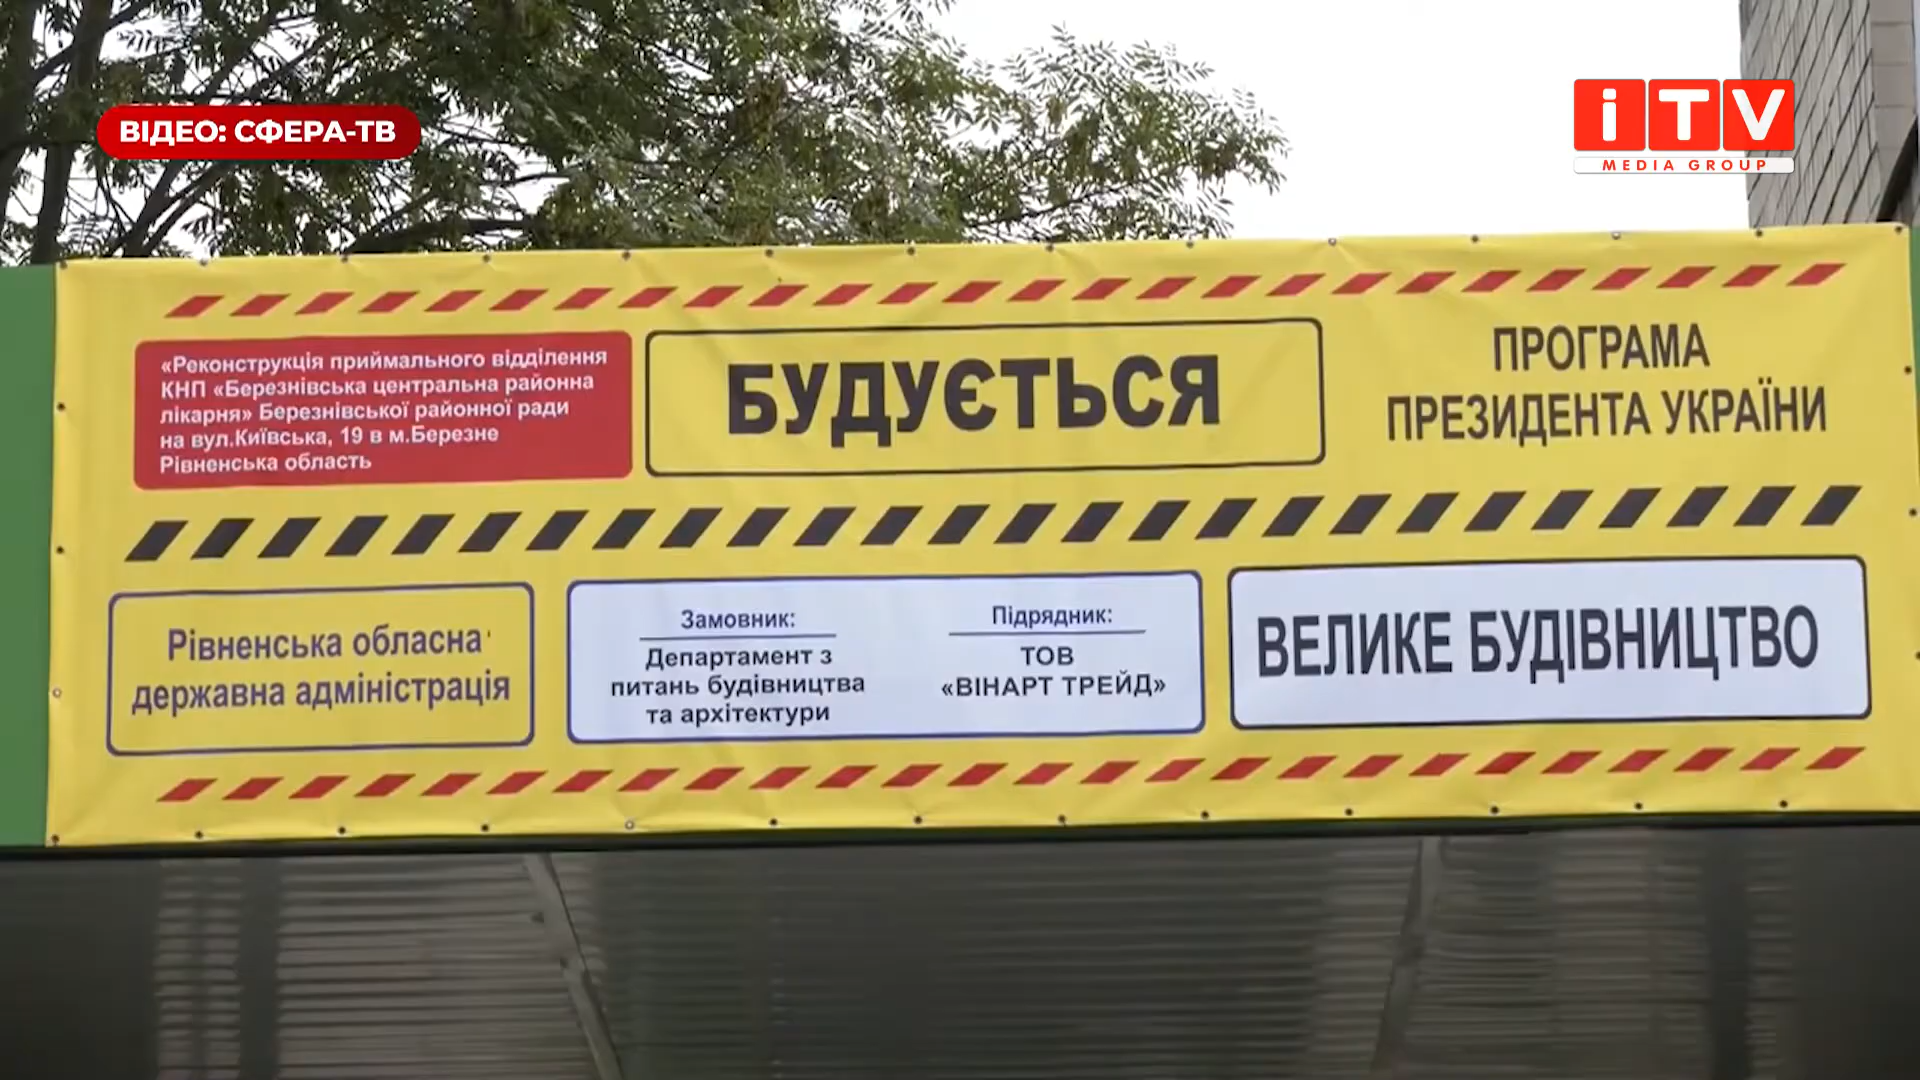 ВІДЕО: СФЕРА-ТВ
iTV
MEDIA GROUP
«Реконструкція приймального відділення
КНП «Березнівська центральна районна
лікарня» Березнівської районної ради
на вул.Київська, 19 в м.Березне
Рівненська область
БУДУЄТЬСЯ
ПРОГРАМА
ПРЕЗИДЕНТА УКРАЇНИ
Рівненська обласна
державна адміністрація
Замовник:
Департамент з
питань будівництва
та архітектури
Підрядник:
ТОВ
«ВІНАРТ ТРЕЙД»
ВЕЛИКЕ БУДІВНИЦТВО